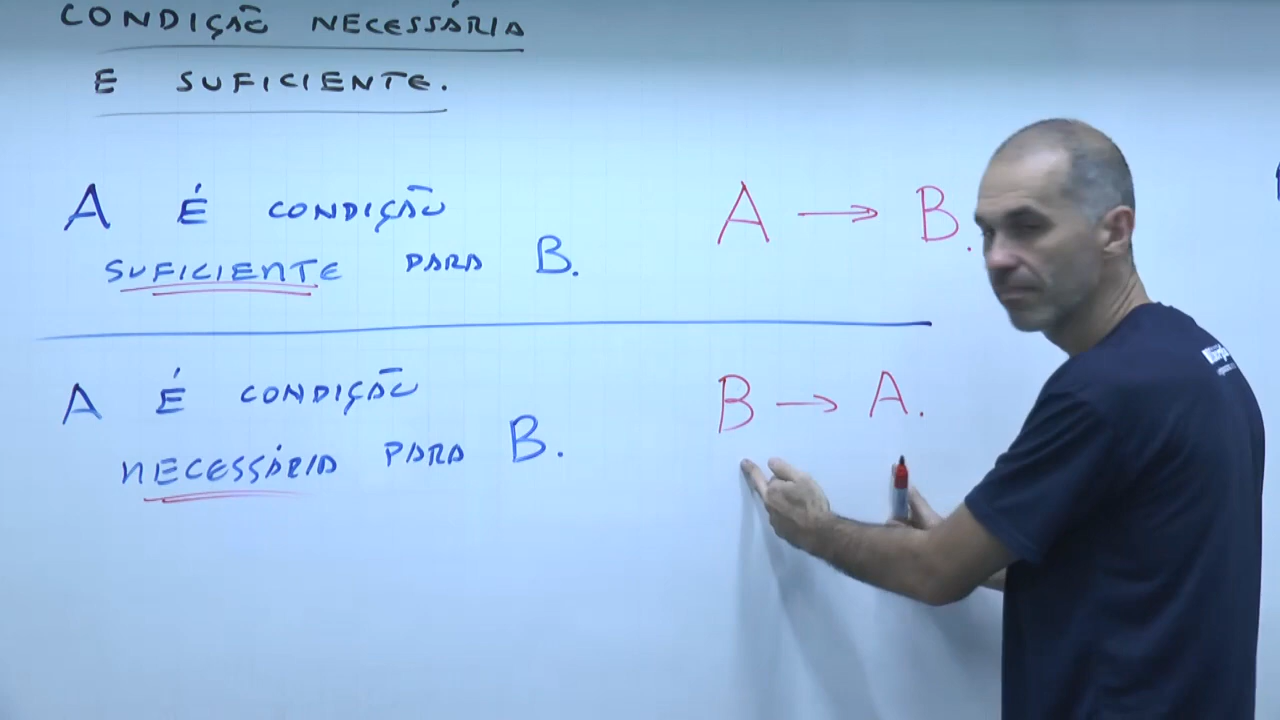 CONDIÇÃO NECESSÁRIA
E SUFICIENTE.
A É CONDIÇÃO
SUFICIENTE PARA B.
A → B.
A É CONDIÇÃO
NECESSÁRIA PARA B.
B → A.